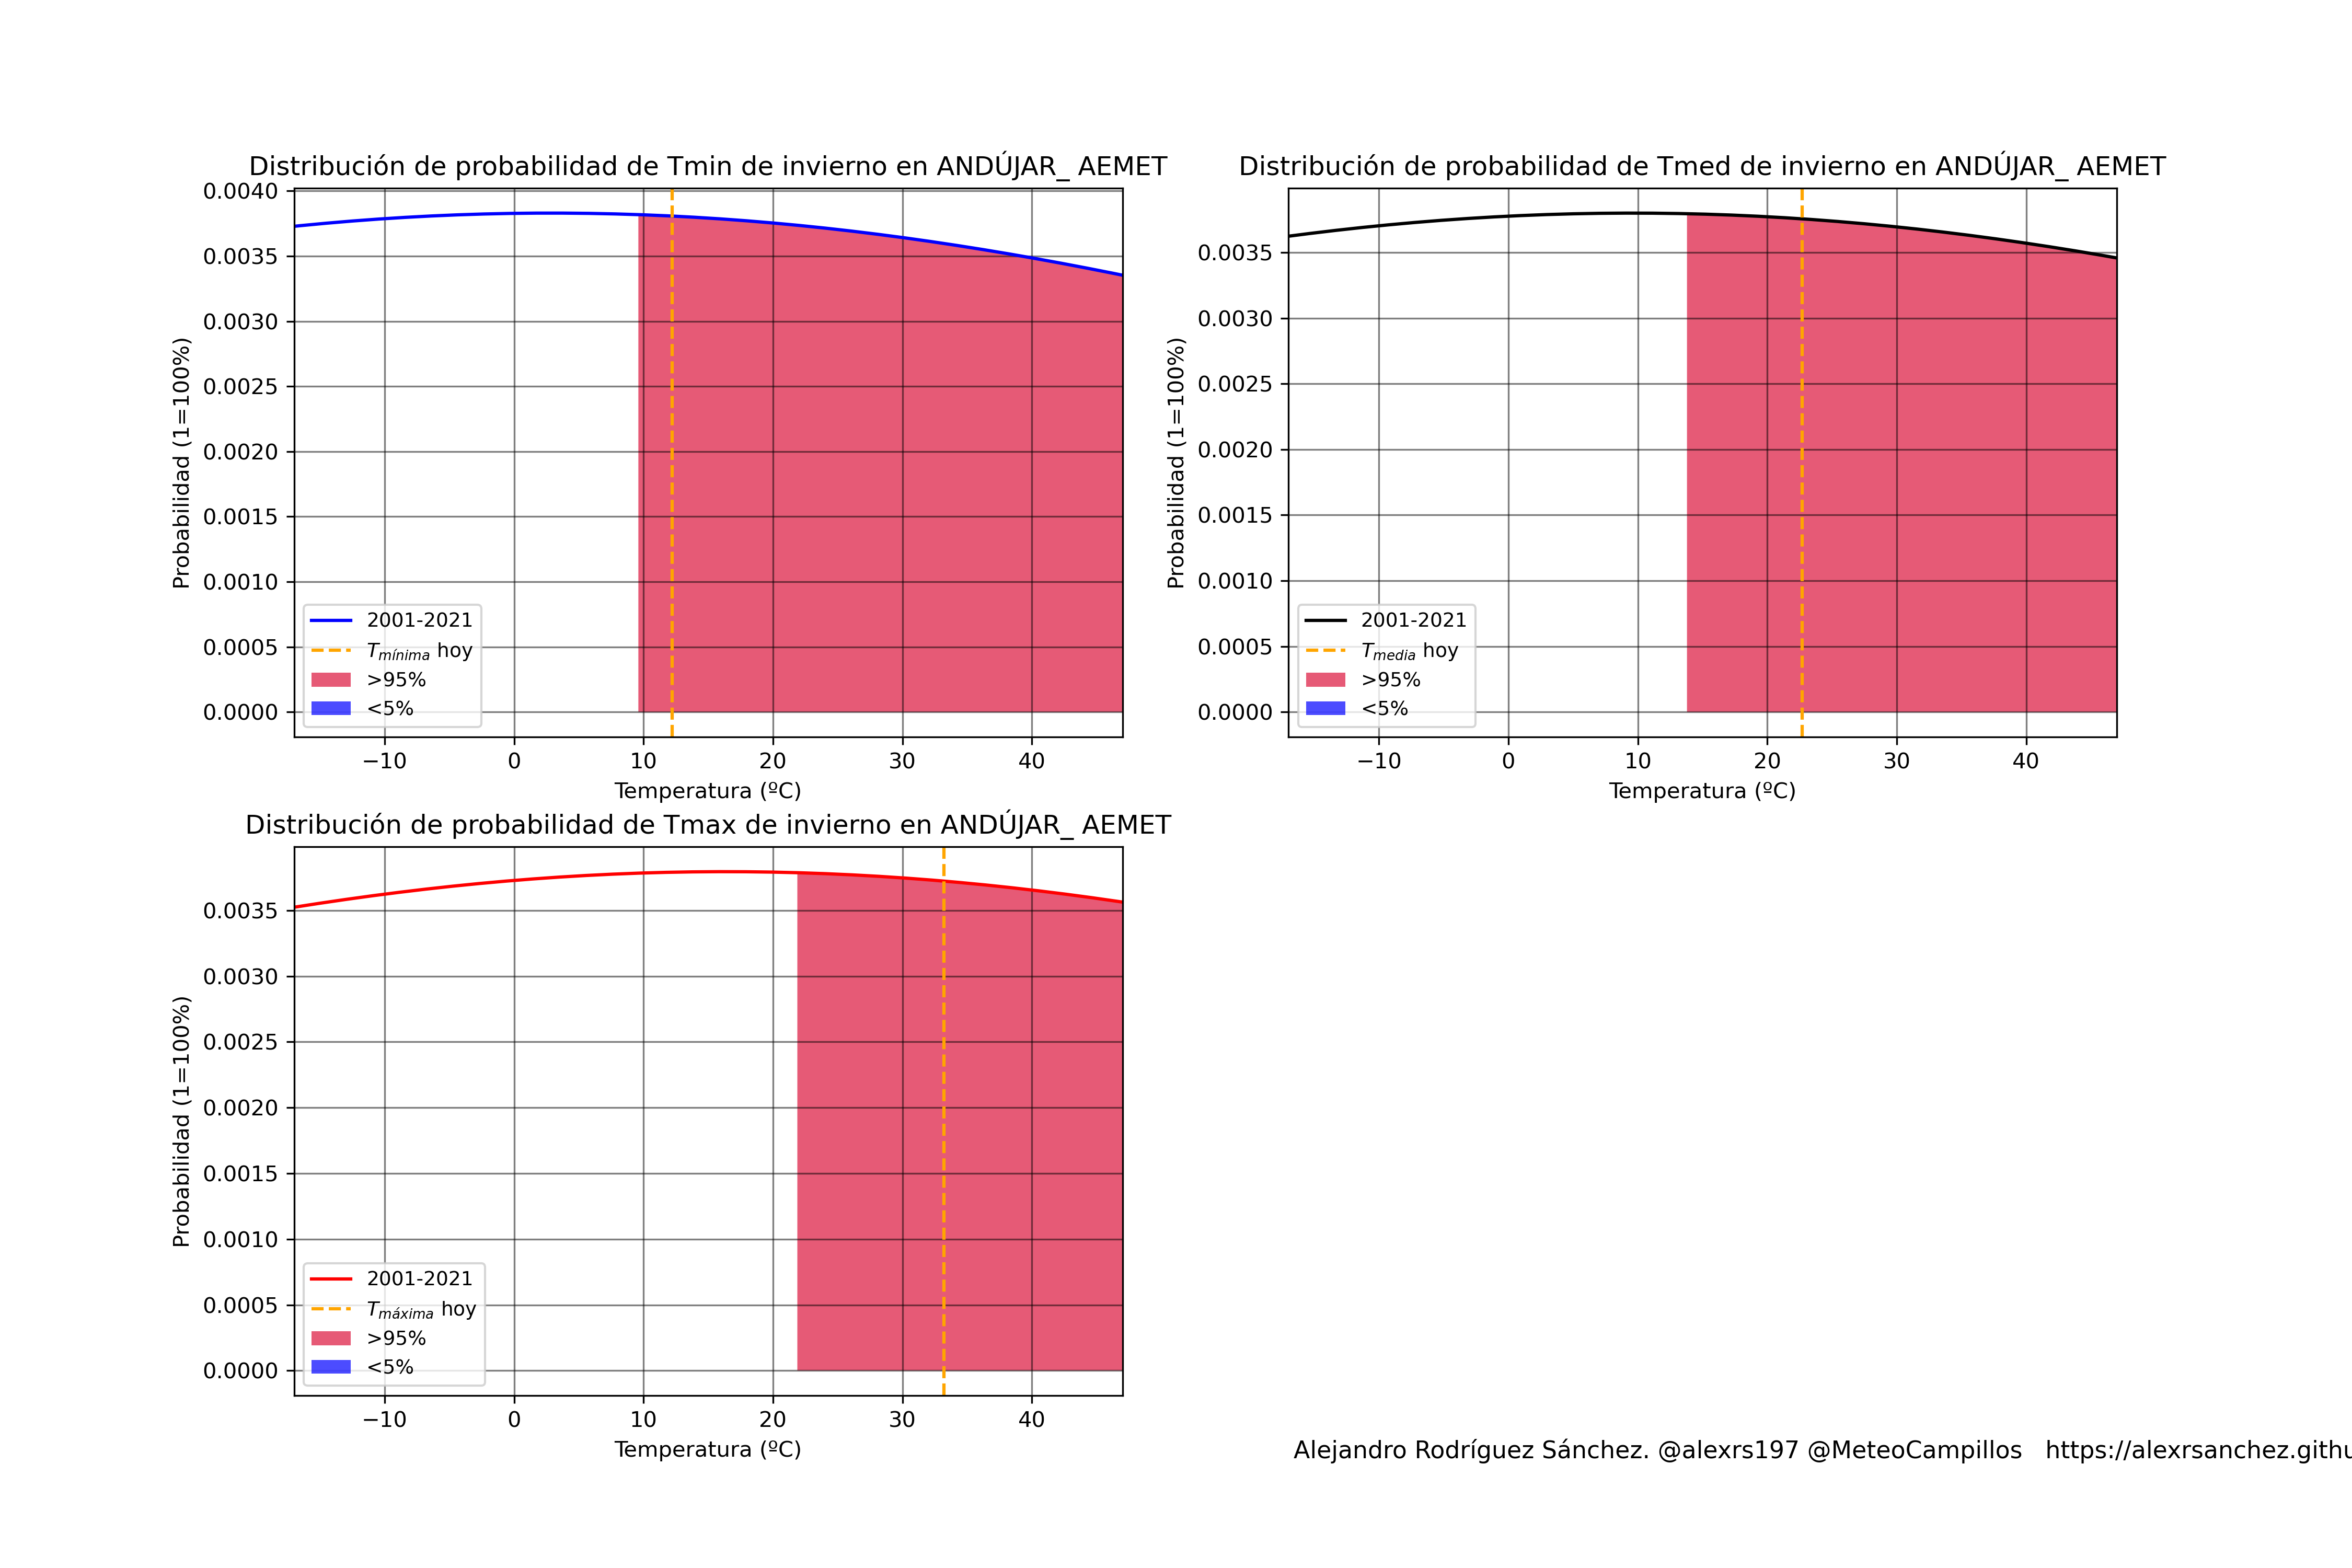 Distribución de probabilidad de Tmin de invierno en ANDÚJAR_ AEMET
0.0040
0.0035
0.0030
0.0025
0.0020
0.0015
0.0010
0.0005
0.0000
Probabilidad (1=100%)
2001-2021
Tmínima hoy
>95%
<5%
−10 0 10 20 30 40
Temperatura (ºC)
Distribución de probabilidad de Tmed de invierno en ANDÚJAR_ AEMET
0.0035
0.0030
0.0025
0.0020
0.0015
0.0010
0.0005
0.0000
Probabilidad (1=100%)
2001-2021
Tmedia hoy
>95%
<5%
−10 0 10 20 30 40
Temperatura (ºC)
Distribución de probabilidad de Tmax de invierno en ANDÚJAR_ AEMET
0.0035
0.0030
0.0025
0.0020
0.0015
0.0010
0.0005
0.0000
Probabilidad (1=100%)
2001-2021
Tmáxima hoy
>95%
<5%
−10 0 10 20 30 40
Temperatura (ºC)
Alejandro Rodríguez Sánchez. @alexrs197 @MeteoCampillos https://alexrsanchez.githu